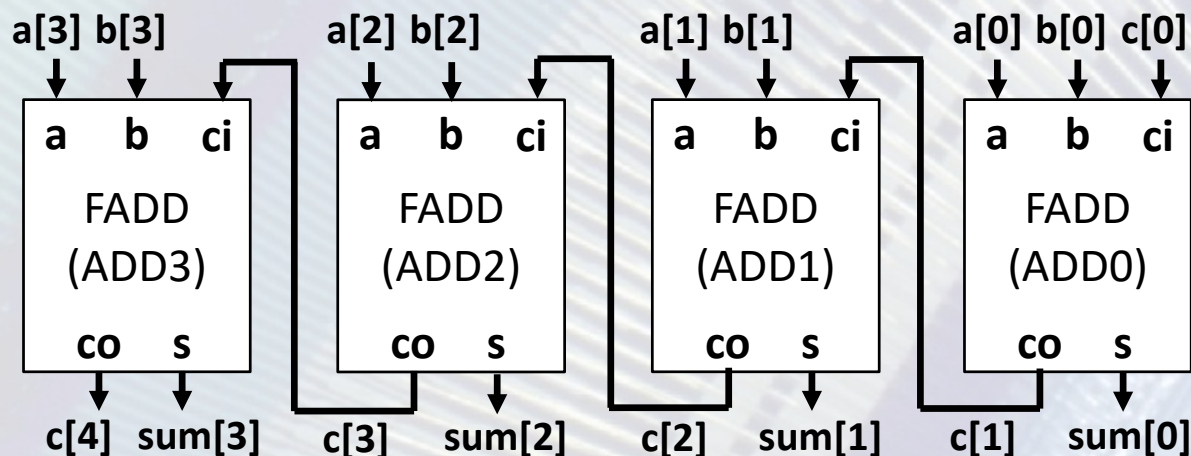 a[3] b[3] a[2] b[2] a[1] b[1] a[0] b[0] c[0]
a b ci a b ci a b ci a b ci
FADD FADD FADD FADD
(ADD3) (ADD2) (ADD1) (ADD0)
co s co s co s co s
c[4] sum[3] c[3] sum[2] c[2] sum[1] c[1] sum[0]